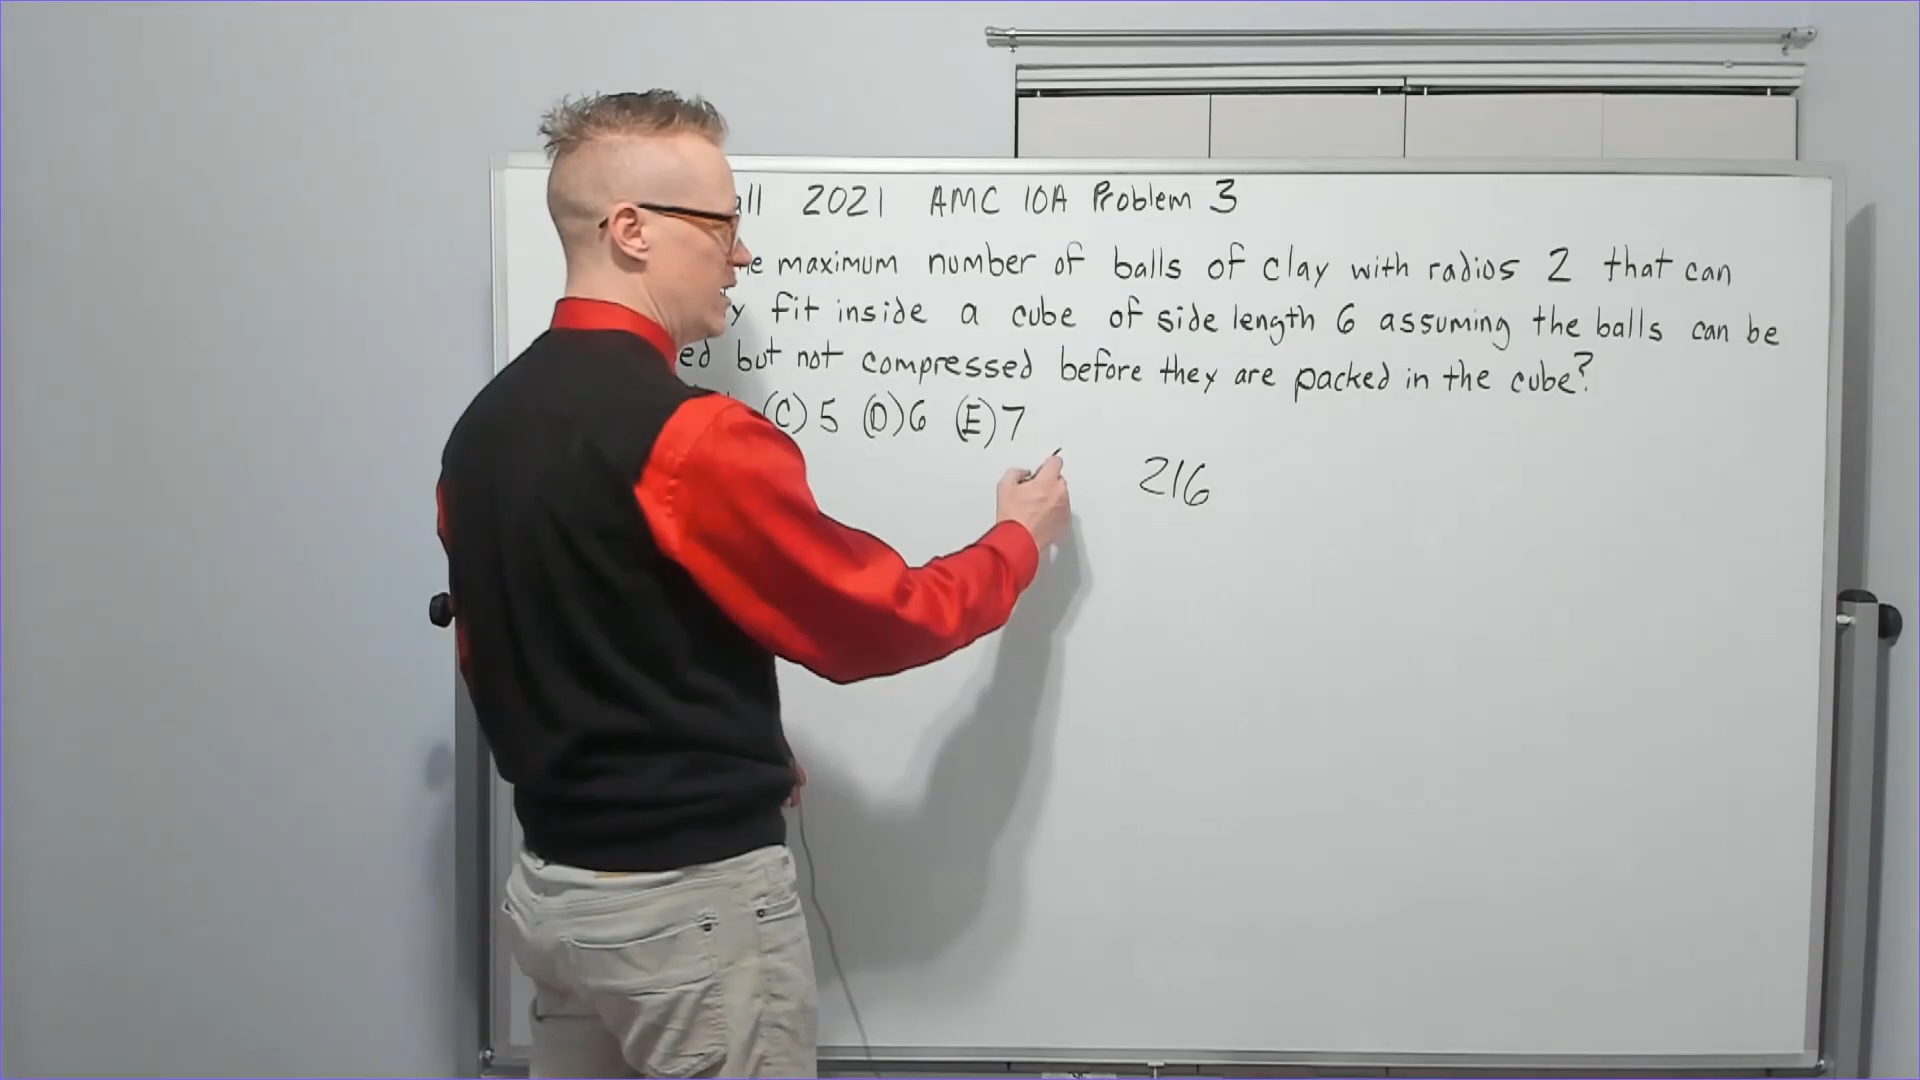 all 2021 AMC 10A Problem 3
e maximum number of balls of clay with radios 2 that can
y fit inside a cube of side length 6 assuming the balls can be
ed but not compressed before they are packed in the cube?
(C) 5 (D) 6 (E) 7
216